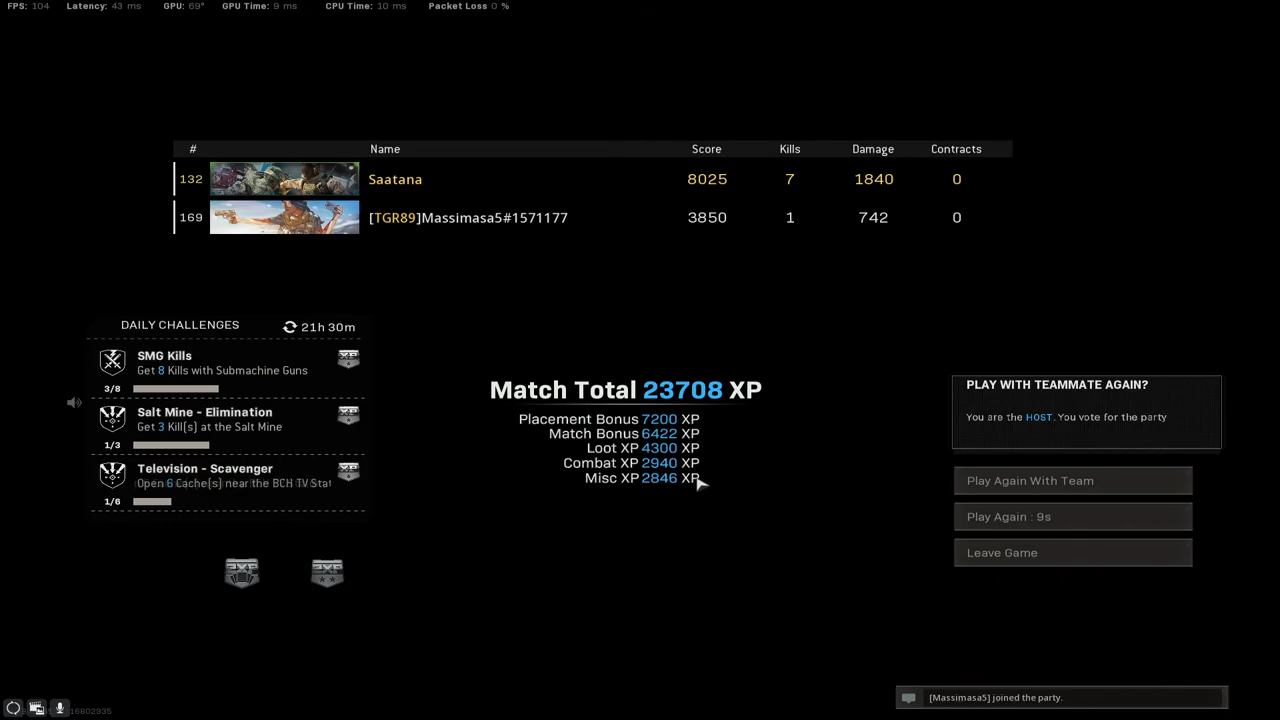 FPS: 104 Latency: 43 ms GPU: 69° GPU Time: 9 ms CPU Time: 10 ms Packet Loss 0 %
# Name Score Kills Damage Contracts
132 Saatana 8025 7 1840 0
169 [TGR89]Massimasa5#1571177 3850 1 742 0
DAILY CHALLENGES 21h 30m
SMG Kills
Get 8 Kills with Submachine Guns
3/8
Salt Mine - Elimination
Get 3 Kill(s) at the Salt Mine
1/3
Television - Scavenger
Open 6 Cache(s) near the BCH TV Stat
1/6
Match Total 23708 XP
Placement Bonus 7200 XP
Match Bonus 6422 XP
Loot XP 4300 XP
Combat XP 2940 XP
Misc XP 2846 XP
PLAY WITH TEAMMATE AGAIN?
You are the HOST. You vote for the party
Play Again With Team
Play Again : 9s
Leave Game
[Massimasa5] joined the party.
16802935